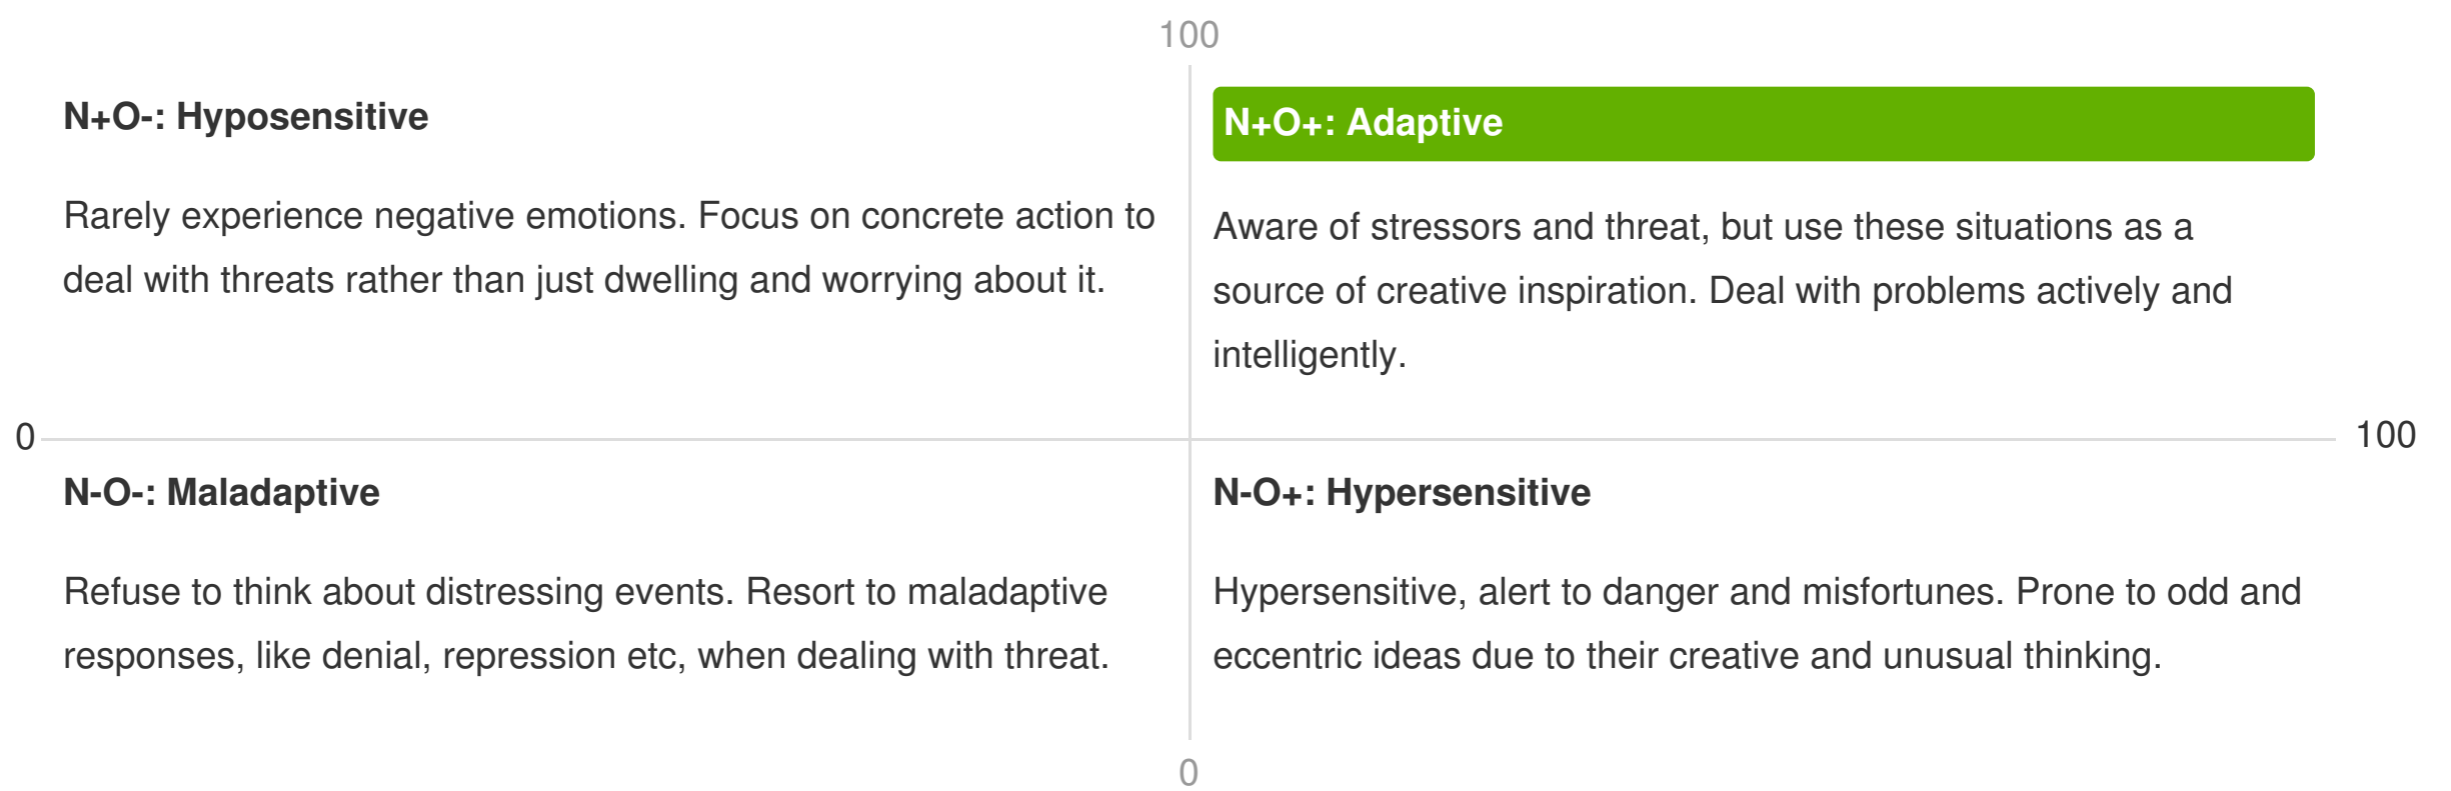 100
N+O-: Hyposensitive
Rarely experience negative emotions. Focus on concrete action to
deal with threats rather than just dwelling and worrying about it.
N+O+: Adaptive
Aware of stressors and threat, but use these situations as a
source of creative inspiration. Deal with problems actively and
intelligently.
0
100
N-O-: Maladaptive
Refuse to think about distressing events. Resort to maladaptive
responses, like denial, repression etc, when dealing with threat.
N-O+: Hypersensitive
Hypersensitive, alert to danger and misfortunes. Prone to odd and
eccentric ideas due to their creative and unusual thinking.
0